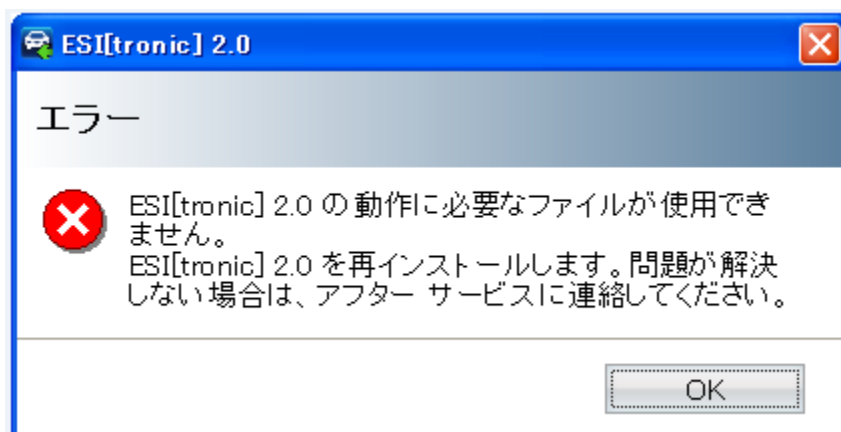 ESI[tronic] 2.0
エラー
ESI[tronic] 2.0 の動作に必要なファイルが使用でき
ません。
ESI[tronic] 2.0 を再インストールします。問題が解決
しない場合は、アフター サービスに連絡してください。
OK